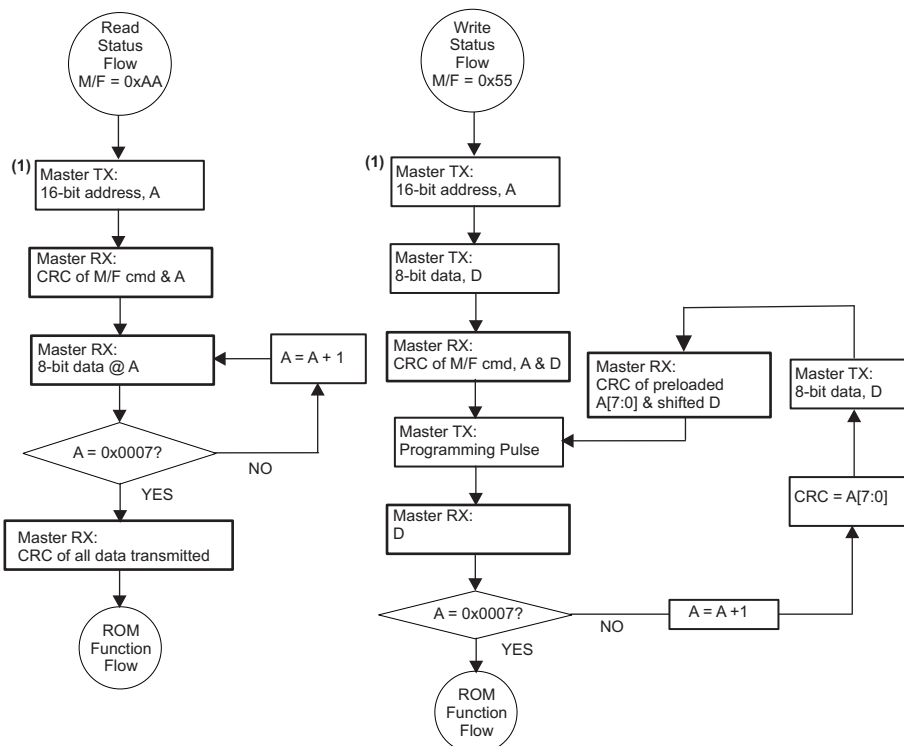 Read
Status
Flow
M/F = 0xAA
(1)
Master TX:
16-bit address, A
Master RX:
CRC of M/F cmd & A
Master RX:
8-bit data @ A
A = A + 1
A = 0x0007?
NO
YES
Master RX:
CRC of all data transmitted
ROM
Function
Flow
Write
Status
Flow
M/F = 0x55
(1)
Master TX:
16-bit address, A
Master TX:
8-bit data, D
Master RX:
CRC of M/F cmd, A & D
Master TX:
Programming Pulse
Master RX:
D
A = 0x0007?
NO
YES
A = A +1
CRC = A[7:0]
Master TX:
8-bit data, D
Master RX:
CRC of preloaded
A[7:0] & shifted D
ROM
Function
Flow